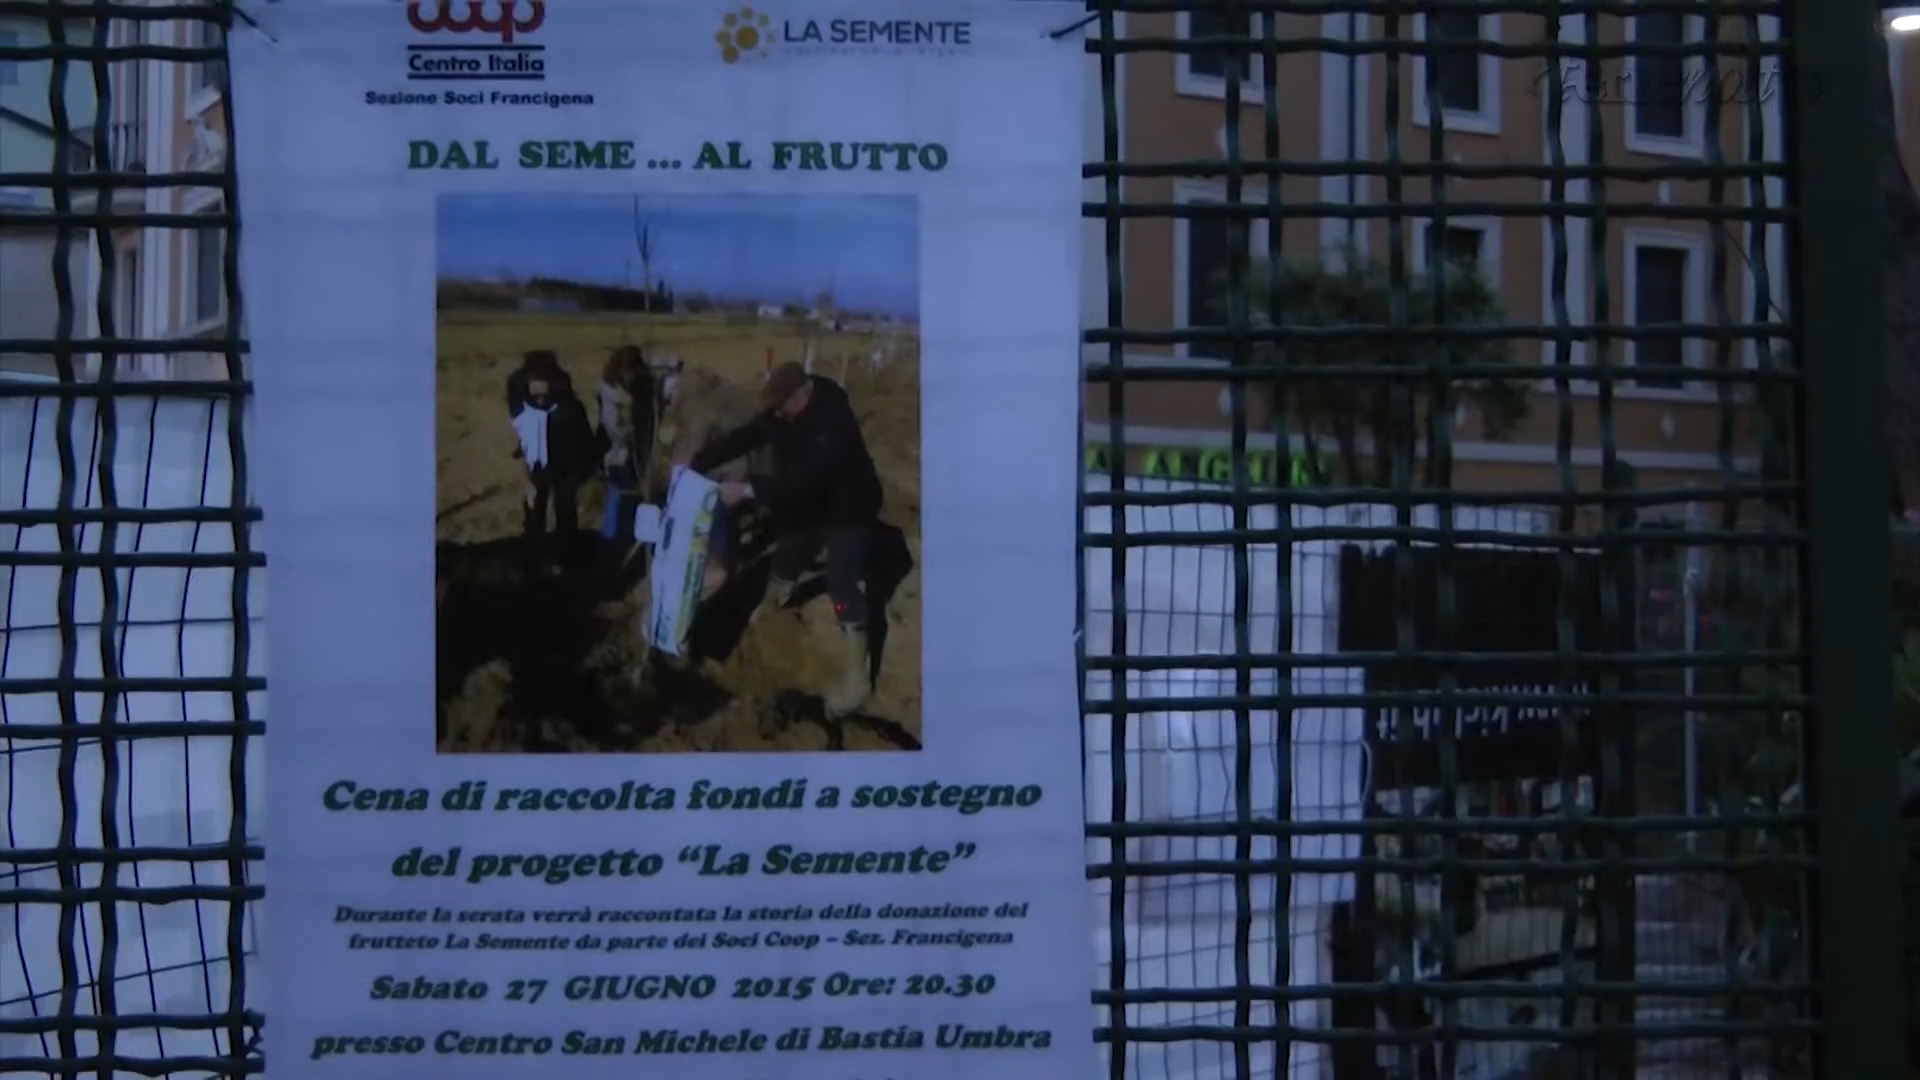 coop
Centro Italia
Sezione Soci Francigena
LA SEMENTE
DAL SEME ... AL FRUTTO
Cena di raccolta fondi a sostegno
del progetto “La Semente”
Durante la serata verrà raccontata la storia della donazione del
frutteto La Semente da parte dei Soci Coop – Sez. Francigena
Sabato 27 GIUGNO 2015 Ore: 20.30
presso Centro San Michele di Bastia Umbra